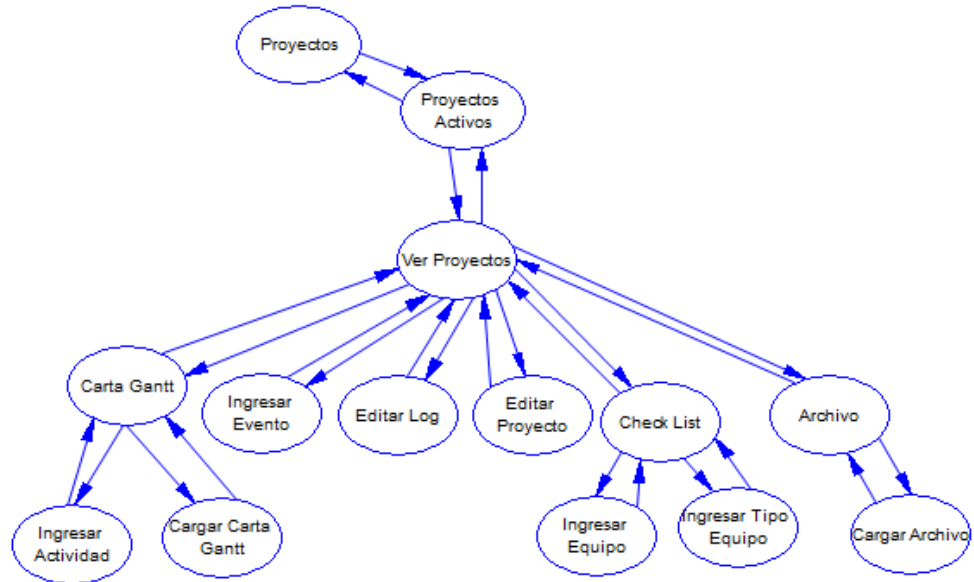 Proyectos
Proyectos
Activos
Ver Proyectos
Carta Gantt
Ingresar
Evento
Editar Log
Editar
Proyecto
Check List
Archivo
Ingresar
Actividad
Cargar Carta
Gantt
Ingresar
Equipo
Ingresar Tipo
Equipo
Cargar Archivo